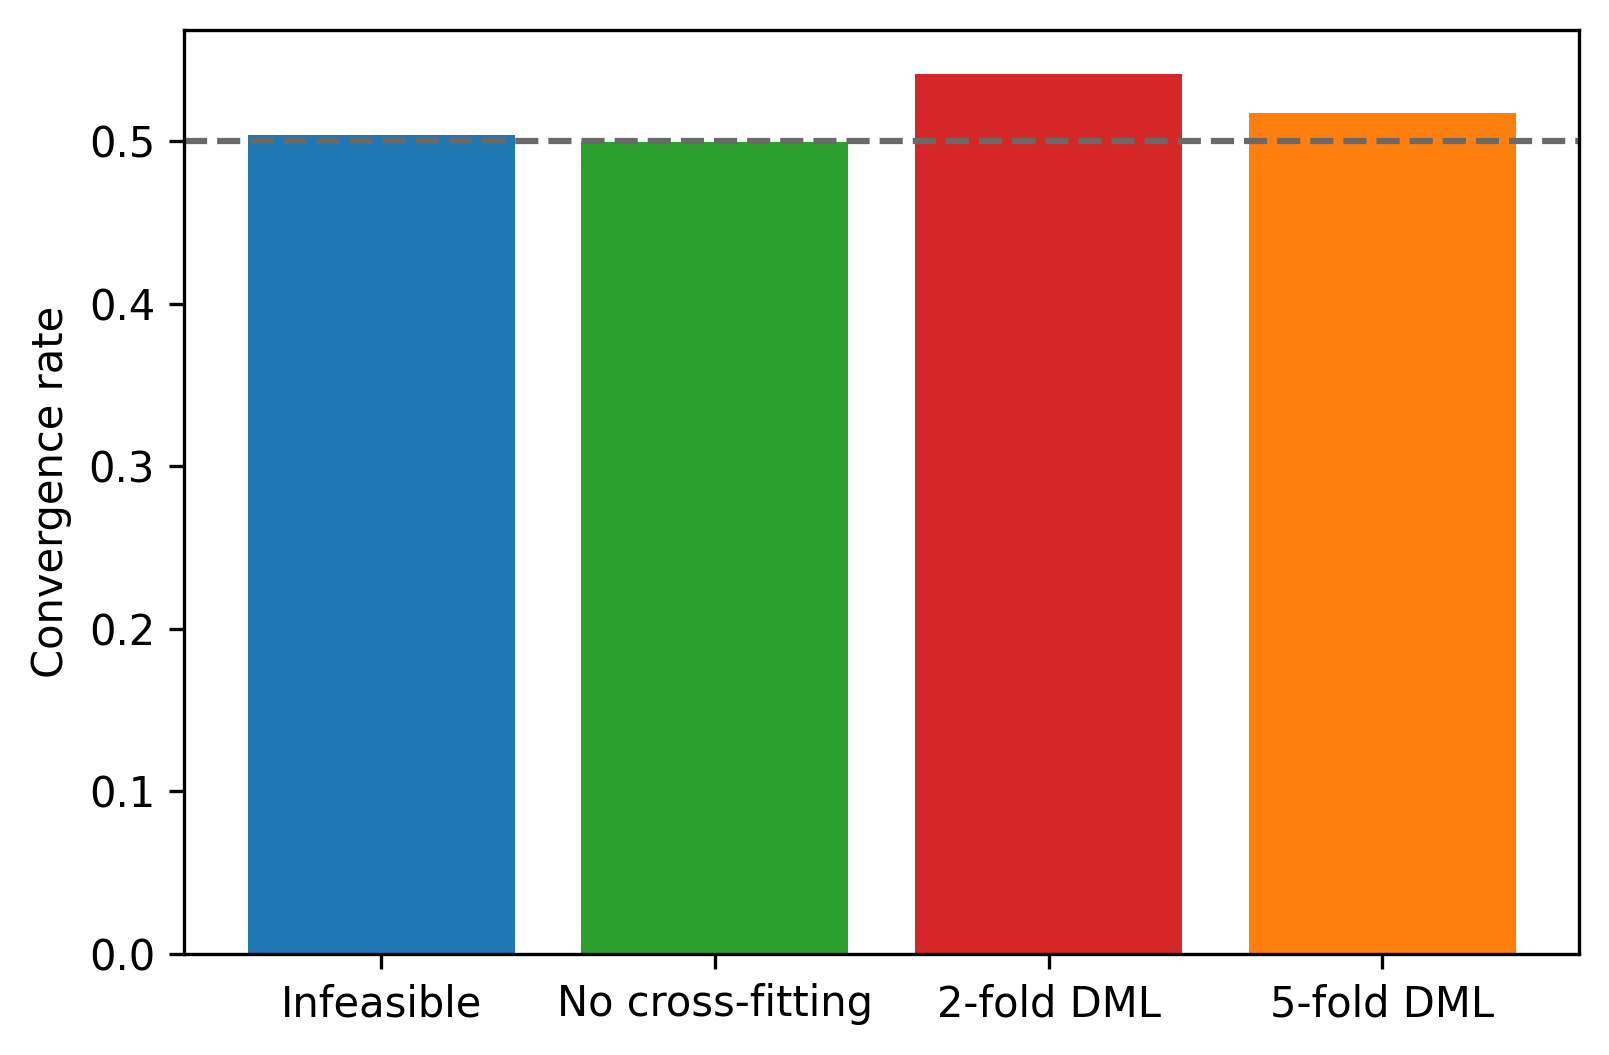 Convergence rate
0.5
0.4
0.3
0.2
0.1
0.0
Infeasible
No cross-fitting
2-fold DML
5-fold DML